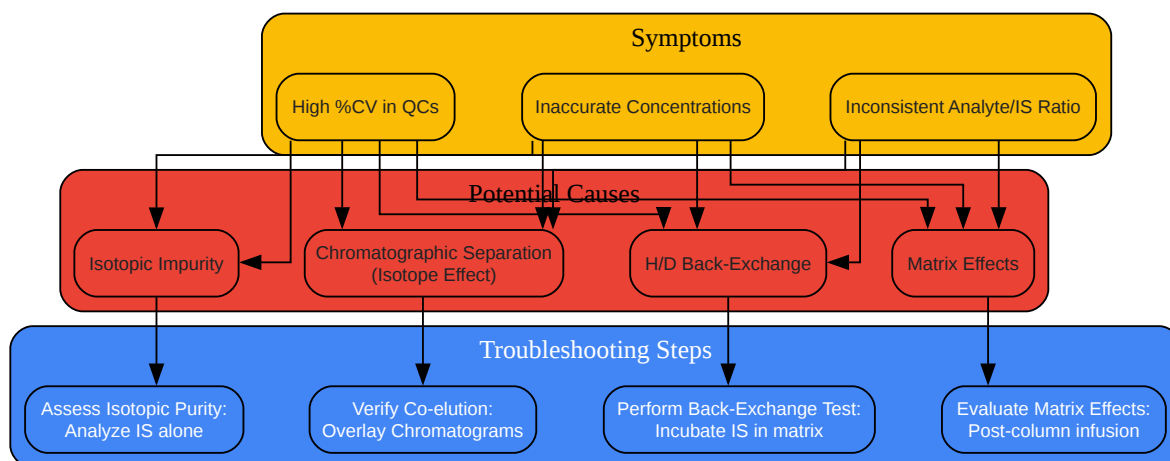 Symptoms
High %CV in QCs
Inaccurate Concentrations
Inconsistent Analyte/IS Ratio
Potential Causes
Isotopic Impurity
Chromatographic Separation
(Isotope Effect)
H/D Back-Exchange
Matrix Effects
Troubleshooting Steps
Assess Isotopic Purity:
Analyze IS alone
Verify Co-elution:
Overlay Chromatograms
Perform Back-Exchange Test:
Incubate IS in matrix
Evaluate Matrix Effects:
Post-column infusion